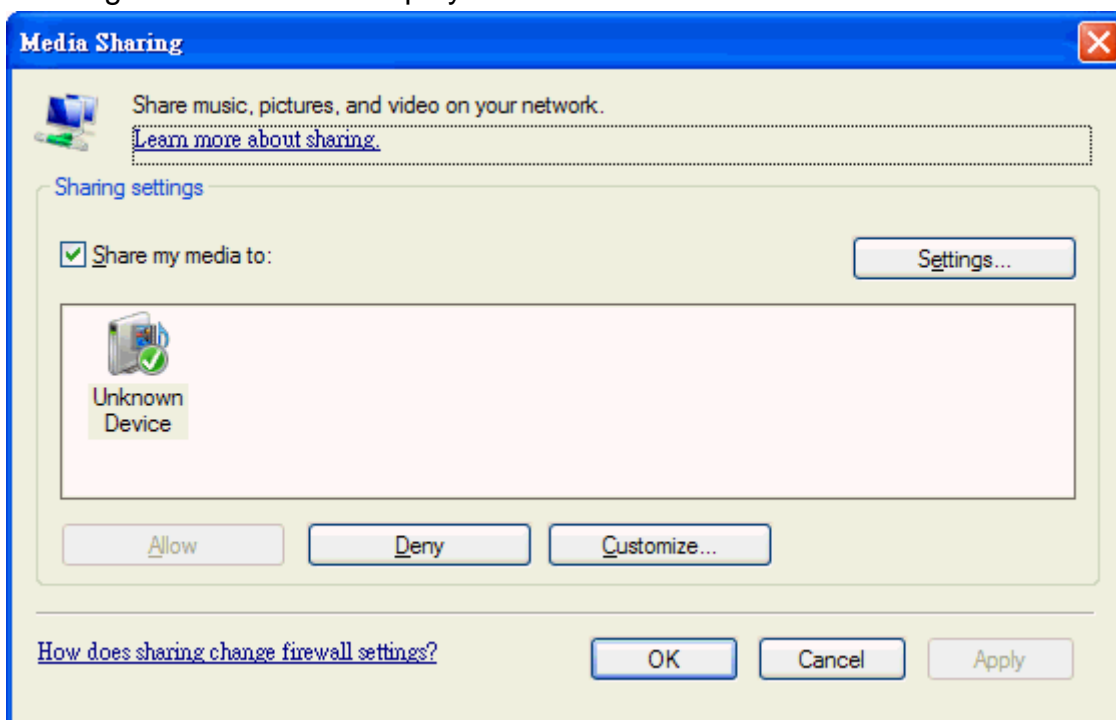 Media Sharing
Share music, pictures, and video on your network.
Learn more about sharing.
Sharing settings
Share my media to:
Settings...
Unknown
Device
Allow
Deny
Customize...
How does sharing change firewall settings?
OK
Cancel
Apply